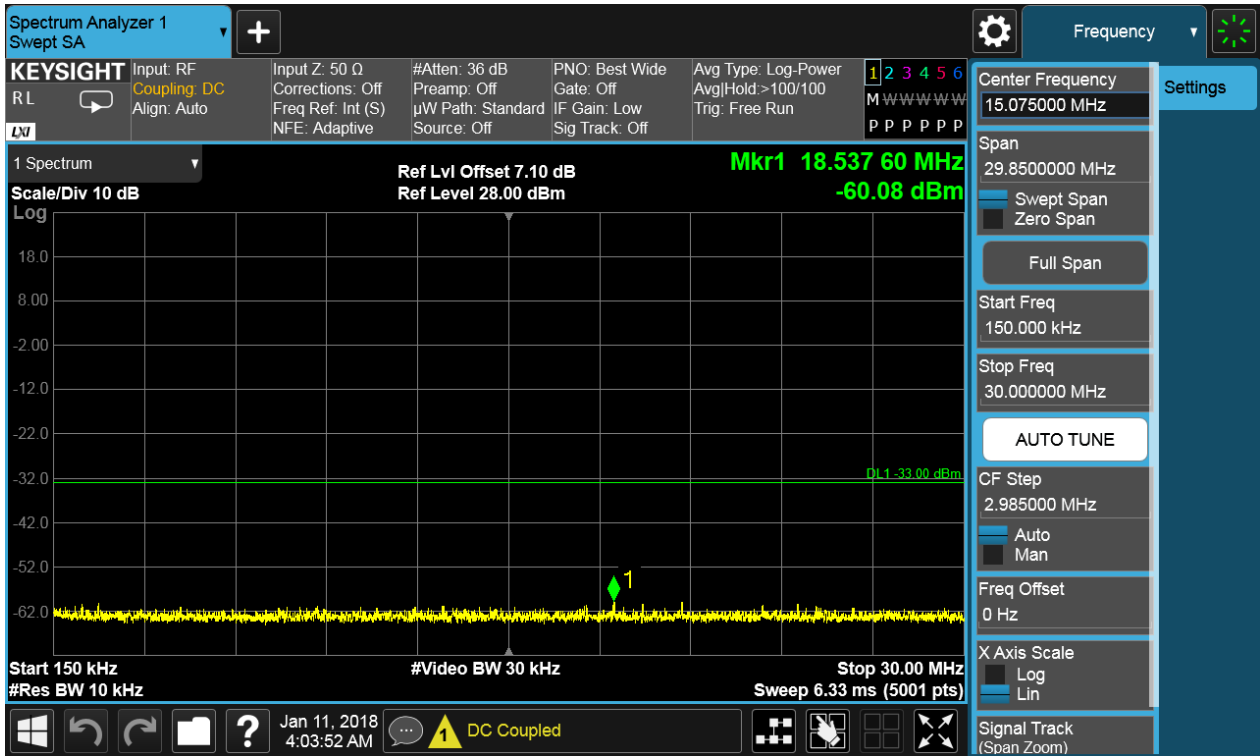 Spectrum Analyzer 1
Swept SA
+
Frequency
KEYSIGHT
RL
LXI
Input: RF
Coupling: DC
Align: Auto
Input Z: 50 Ω
Corrections: Off
Freq Ref: Int (S)
NFE: Adaptive
#Atten: 36 dB
Preamp: Off
µW Path: Standard
Source: Off
PNO: Best Wide
Gate: Off
IF Gain: Low
Sig Track: Off
Avg Type: Log-Power
Avg|Hold:>100/100
Trig: Free Run
1 2 3 4 5 6
M W W W W W
P P P P P P
1 Spectrum
Scale/Div 10 dB
Log
Ref Lvl Offset 7.10 dB
Ref Level 28.00 dBm
Mkr1 18.537 60 MHz
-60.08 dBm
18.0
8.00
-2.00
-12.0
-22.0
-32.0
-42.0
-52.0
-62.0
DL1 -33.00 dBm
1
Start 150 kHz
#Res BW 10 kHz
#Video BW 30 kHz
Stop 30.00 MHz
Sweep 6.33 ms (5001 pts)
Center Frequency
15.075000 MHz
Settings
Span
29.8500000 MHz
Swept Span
Zero Span
Full Span
Start Freq
150.000 kHz
Stop Freq
30.000000 MHz
AUTO TUNE
CF Step
2.985000 MHz
Auto
Man
Freq Offset
0 Hz
X Axis Scale
Log
Lin
Signal Track
(Span Zoom)
?
Jan 11, 2018
4:03:52 AM
1
DC Coupled